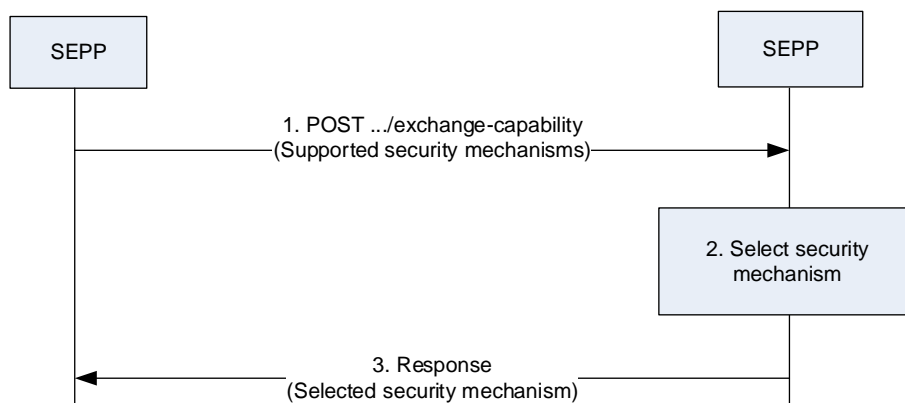 SEPP
SEPP
1. POST .../exchange-capability
(Supported security mechanisms)
2. Select security
mechanism
3. Response
(Selected security mechanism)